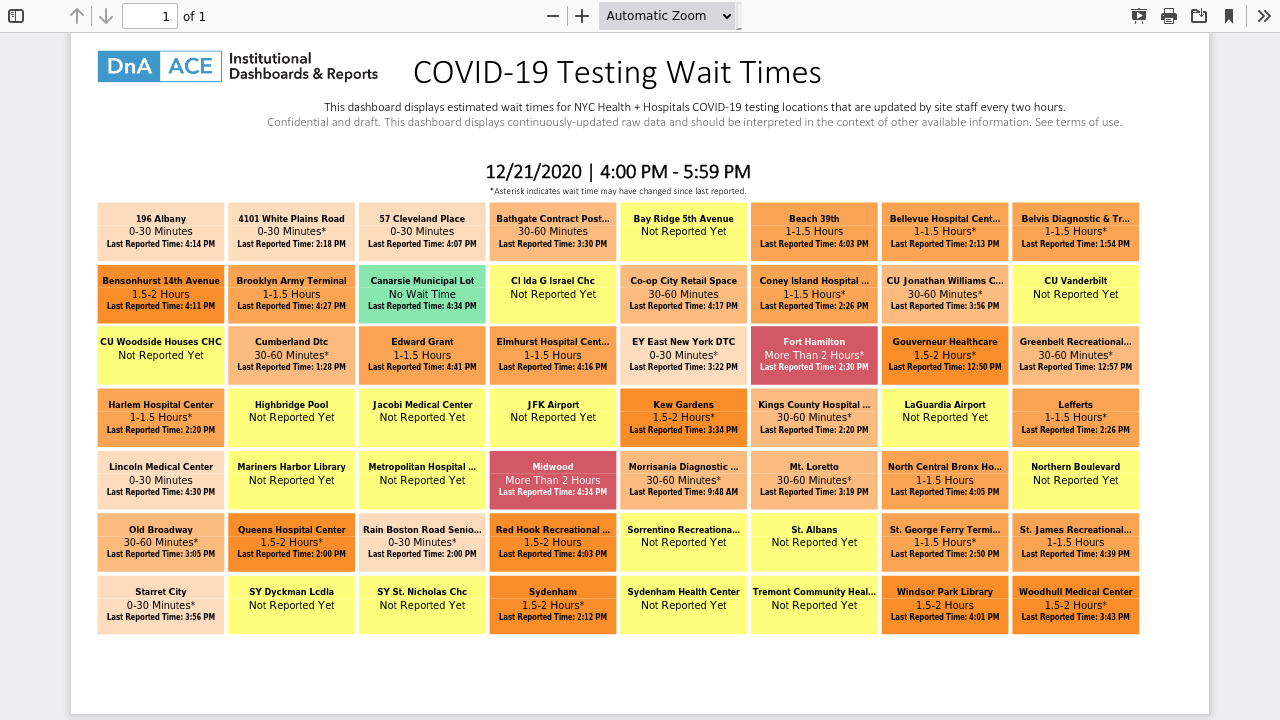 1 of 1
Automatic Zoom
DnA ACE Institutional Dashboards & Reports
COVID-19 Testing Wait Times
This dashboard displays estimated wait times for NYC Health + Hospitals COVID-19 testing locations that are updated by site staff every two hours.
Confidential and draft. This dashboard displays continuously-updated raw data and should be interpreted in the context of other available information. See terms of use.
12/21/2020 | 4:00 PM - 5:59 PM
*Asterisk indicates wait time may have changed since last reported.
196 Albany
0-30 Minutes
Last Reported Time: 4:14 PM
4101 White Plains Road
0-30 Minutes*
Last Reported Time: 2:18 PM
57 Cleveland Place
0-30 Minutes
Last Reported Time: 4:07 PM
Bathgate Contract Post...
30-60 Minutes
Last Reported Time: 3:30 PM
Bay Ridge 5th Avenue
Not Reported Yet
Beach 39th
1-1.5 Hours
Last Reported Time: 4:03 PM
Bellevue Hospital Cent...
1-1.5 Hours*
Last Reported Time: 2:13 PM
Belvis Diagnostic & Tr...
1-1.5 Hours*
Last Reported Time: 1:54 PM
Bensonhurst 14th Avenue
1.5-2 Hours
Last Reported Time: 4:11 PM
Brooklyn Army Terminal
1-1.5 Hours
Last Reported Time: 4:27 PM
Canarsie Municipal Lot
No Wait Time
Last Reported Time: 4:34 PM
Cl Ida G Israel Chc
Not Reported Yet
Co-op City Retail Space
30-60 Minutes
Last Reported Time: 4:17 PM
Coney Island Hospital ...
1-1.5 Hours*
Last Reported Time: 2:26 PM
CU Jonathan Williams C...
30-60 Minutes*
Last Reported Time: 3:56 PM
CU Vanderbilt
Not Reported Yet
CU Woodside Houses CHC
Not Reported Yet
Cumberland Dtc
30-60 Minutes*
Last Reported Time: 1:28 PM
Edward Grant
1-1.5 Hours
Last Reported Time: 4:41 PM
Elmhurst Hospital Cent...
1-1.5 Hours
Last Reported Time: 4:16 PM
EY East New York DTC
0-30 Minutes*
Last Reported Time: 3:22 PM
Fort Hamilton
More Than 2 Hours*
Last Reported Time: 2:30 PM
Gouverneur Healthcare
1.5-2 Hours*
Last Reported Time: 12:50 PM
Greenbelt Recreational...
30-60 Minutes*
Last Reported Time: 12:57 PM
Harlem Hospital Center
1-1.5 Hours*
Last Reported Time: 2:20 PM
Highbridge Pool
Not Reported Yet
Jacobi Medical Center
Not Reported Yet
JFK Airport
Not Reported Yet
Kew Gardens
1.5-2 Hours*
Last Reported Time: 3:34 PM
Kings County Hospital ...
30-60 Minutes*
Last Reported Time: 2:20 PM
LaGuardia Airport
Not Reported Yet
Lefferts
1-1.5 Hours*
Last Reported Time: 2:26 PM
Lincoln Medical Center
0-30 Minutes
Last Reported Time: 4:30 PM
Mariners Harbor Library
Not Reported Yet
Metropolitan Hospital ...
Not Reported Yet
Midwood
More Than 2 Hours
Last Reported Time: 4:34 PM
Morrisania Diagnostic ...
30-60 Minutes*
Last Reported Time: 9:48 AM
Mt. Loretto
30-60 Minutes*
Last Reported Time: 3:19 PM
North Central Bronx Ho...
1-1.5 Hours
Last Reported Time: 4:05 PM
Northern Boulevard
Not Reported Yet
Old Broadway
30-60 Minutes*
Last Reported Time: 3:05 PM
Queens Hospital Center
1.5-2 Hours*
Last Reported Time: 2:00 PM
Rain Boston Road Senio...
0-30 Minutes*
Last Reported Time: 2:00 PM
Red Hook Recreational ...
1.5-2 Hours
Last Reported Time: 4:03 PM
Sorrentino Recreationa...
Not Reported Yet
St. Albans
Not Reported Yet
St. George Ferry Termi...
1-1.5 Hours*
Last Reported Time: 2:50 PM
St. James Recreational...
1-1.5 Hours
Last Reported Time: 4:39 PM
Starret City
0-30 Minutes*
Last Reported Time: 3:56 PM
SY Dyckman Lcdla
Not Reported Yet
SY St. Nicholas Chc
Not Reported Yet
Sydenham
1.5-2 Hours*
Last Reported Time: 2:12 PM
Sydenham Health Center
Not Reported Yet
Tremont Community Heal...
Not Reported Yet
Windsor Park Library
1.5-2 Hours
Last Reported Time: 4:01 PM
Woodhull Medical Center
1.5-2 Hours*
Last Reported Time: 3:43 PM